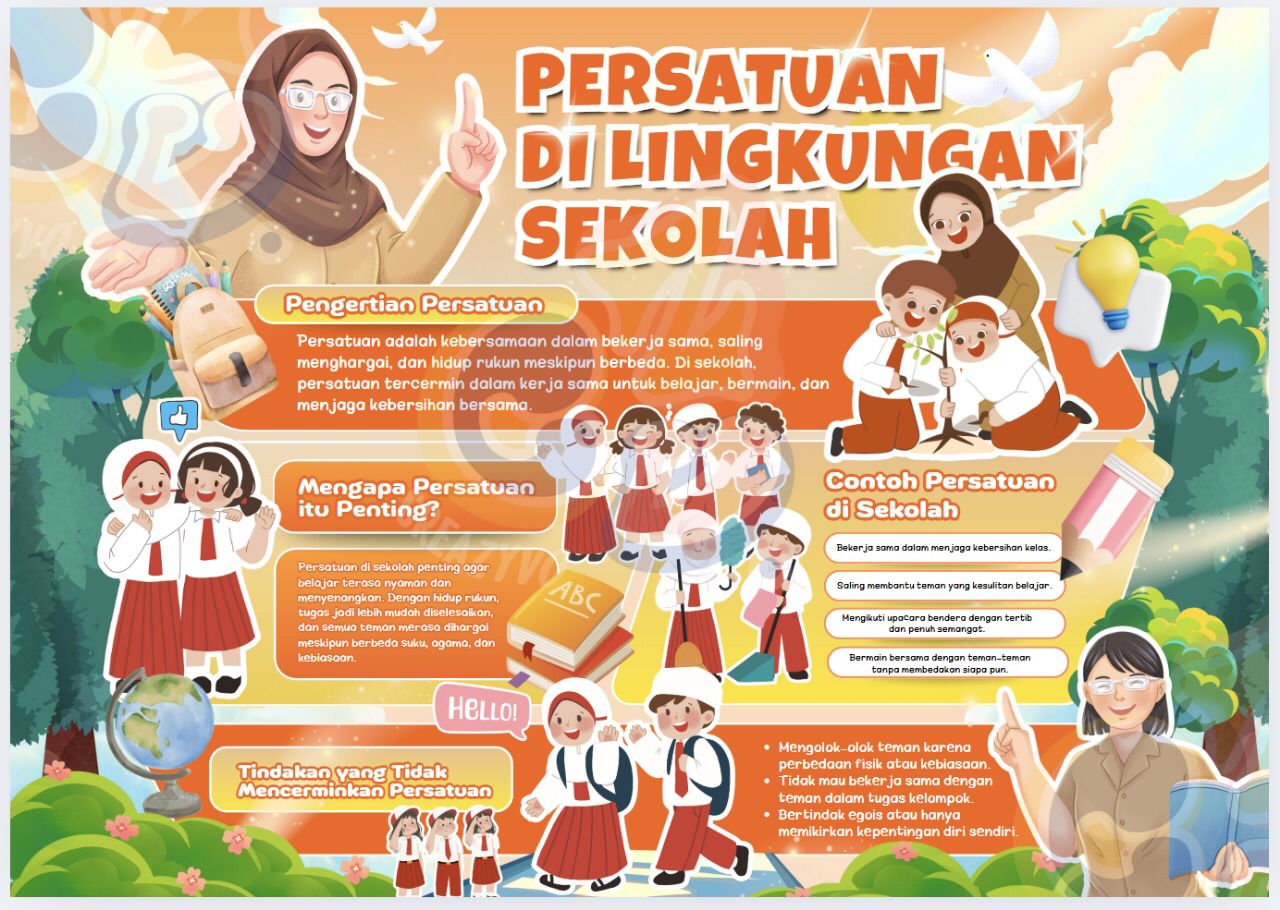 PERSATUAN
DI LINGKUNGAN
SEKOLAH
Pengertian Persatuan
Persatuan adalah kebersamaan dalam bekerja sama, saling
menghargai, dan hidup rukun meskipun berbeda. Di sekolah,
persatuan tercermin dalam kerja sama untuk belajar, bermain, dan
menjaga kebersihan bersama.
Mengapa Persatuan
itu Penting?
Persatuan di sekolah penting agar
belajar terasa nyaman dan
menyenangkan. Dengan hidup rukun,
tugas jadi lebih mudah diselesaikan,
dan semua teman merasa dihargai
meskipun berbeda suku, agama, dan
kebiasaan.
ABC
Contoh Persatuan
di Sekolah
Bekerja sama dalam menjaga kebersihan kelas.
Saling membantu teman yang kesulitan belajar.
Mengikuti upacara bendera dengan tertib
dan penuh semangat.
Bermain bersama dengan teman-teman
tanpa membedakan siapa pun.
HELLO!
Tindakan yang Tidak
Mencerminkan Persatuan
• Mengolok-olok teman karena
perbedaan fisik atau kebiasaan.
• Tidak mau bekerja sama dengan
teman dalam tugas kelompok.
• Bertindak egois atau hanya
memikirkan kepentingan diri sendiri.